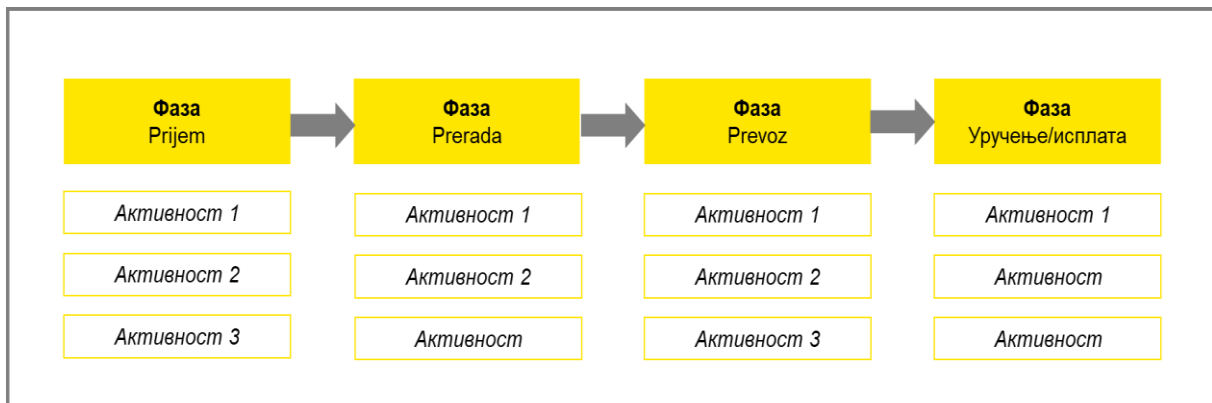 Фаза
Prijem
Фаза
Prerada
Фаза
Prevoz
Фаза
Уручење/исплата
Активност 1
Активност 1
Активност 1
Активност 1
Активност 2
Активност 2
Активност 2
Активност
Активност 3
Активност
Активност 3
Активност